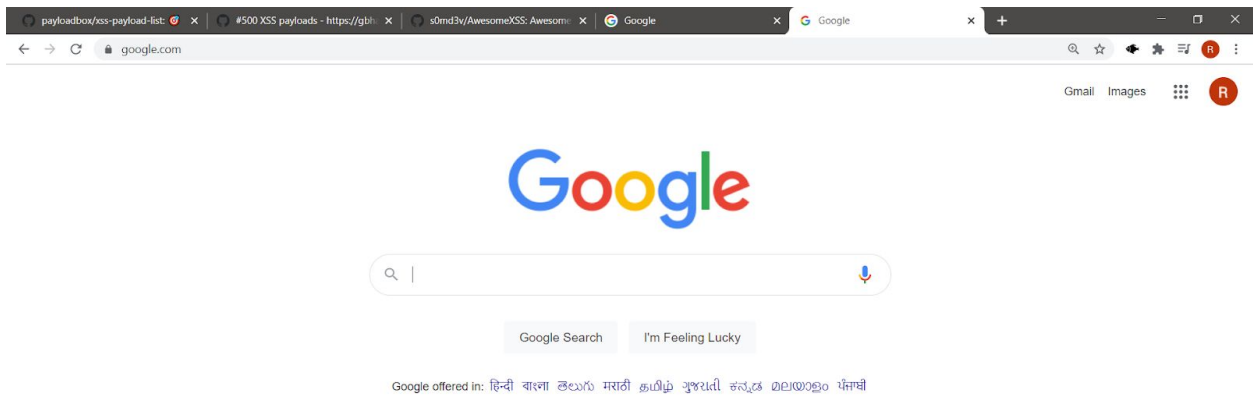 payloadbox/xss-payload-list: 🎯 #500 XSS payloads - https://gbh s0md3v/AwesomeXSS: Awesome Google Google
google.com R
Gmail Images R
Google
Google Search I'm Feeling Lucky
Google offered in: हिन्दी বাংলা తెలుగు मराठी தமிழ் ગુજરાતી ಕನ್ನಡ മലയാളം ਪੰਜਾਬੀ